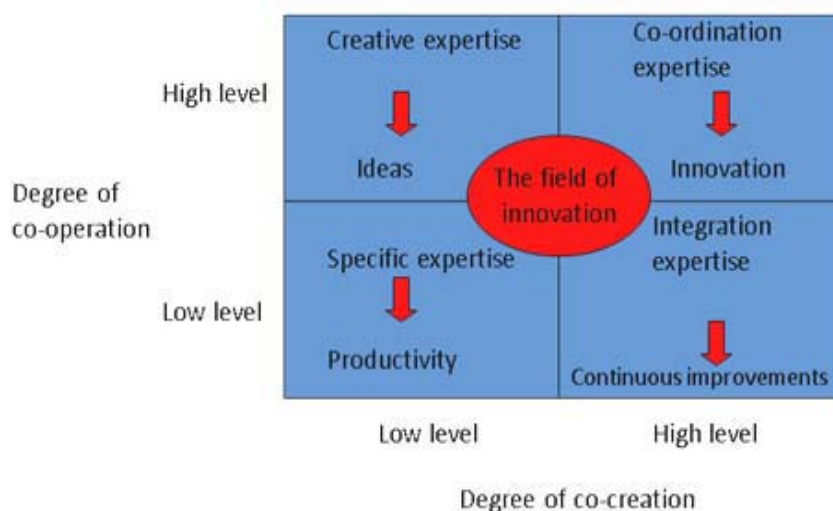 Creative expertise
Co-ordination
expertise
High level
Ideas
The field of
innovation
Innovation
Degree of
co-operation
Specific expertise
Integration
expertise
Low level
Productivity
Continuous improvements
Low level
High level
Degree of co-creation